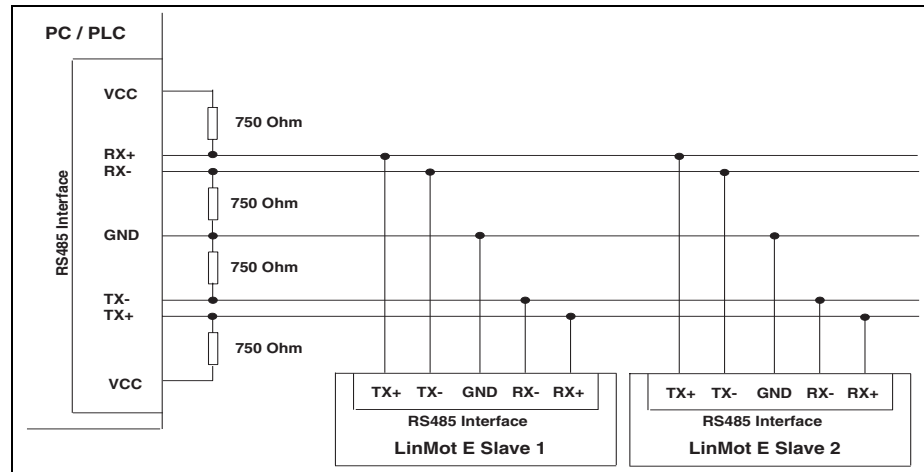 PC / PLC
RS485 Interface
VCC
750 Ohm
RX+
RX-
750 Ohm
GND
750 Ohm
TX-
TX+
750 Ohm
VCC
TX+ TX- GND RX- RX+
RS485 Interface
LinMot E Slave 1
TX+ TX- GND RX- RX+
RS485 Interface
LinMot E Slave 2